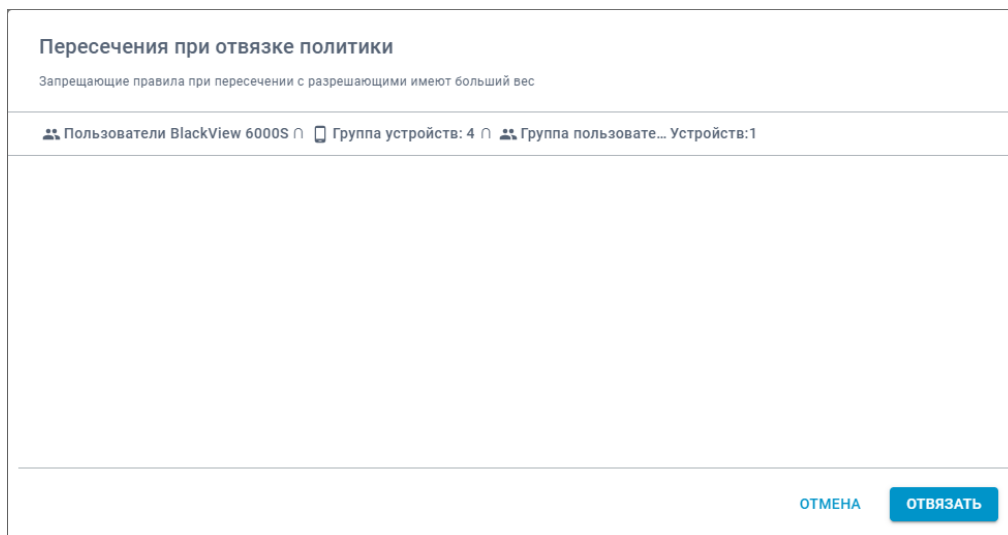 Пересечения при отвязке политики
Запрещающие правила при пересечении с разрешающими имеют больший вес
Пользователи BlackView 6000S ∩ Группа устройств: 4 ∩ Группа пользовате... Устройств:1
ОТМЕНА ОТВЯЗАТЬ